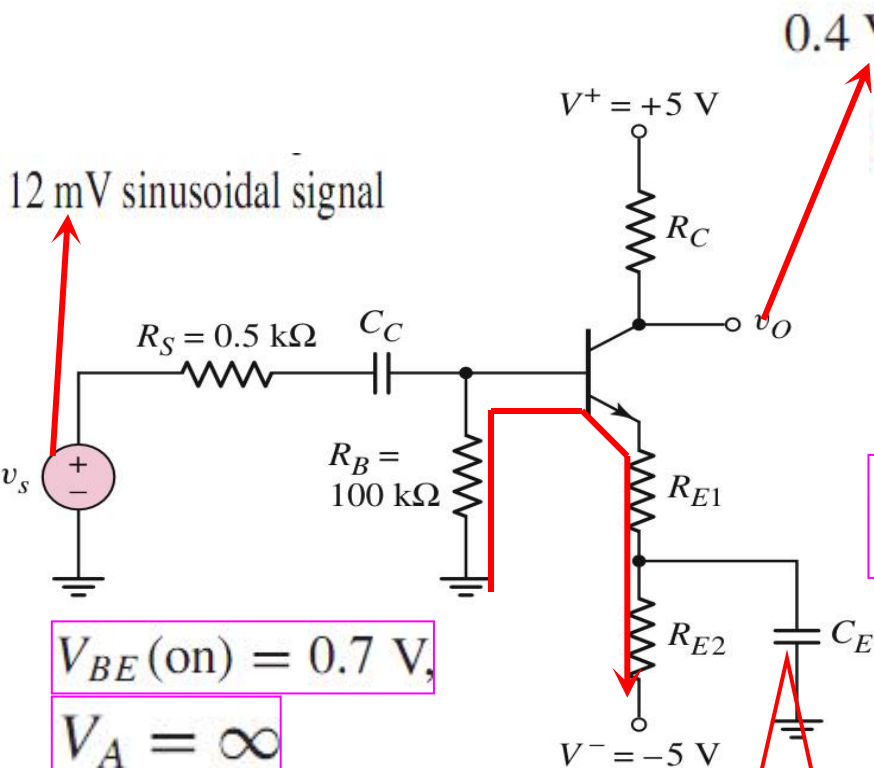 0.4 V
V⁺ = +5 V
12 mV sinusoidal signal
R_C
R_S = 0.5 kΩ
C_C
v_O
R_B =
100 kΩ
v_s
+
−
R_E1
R_E2
C_E
V_BE(on) = 0.7 V,
V_A = ∞
V⁻ = −5 V